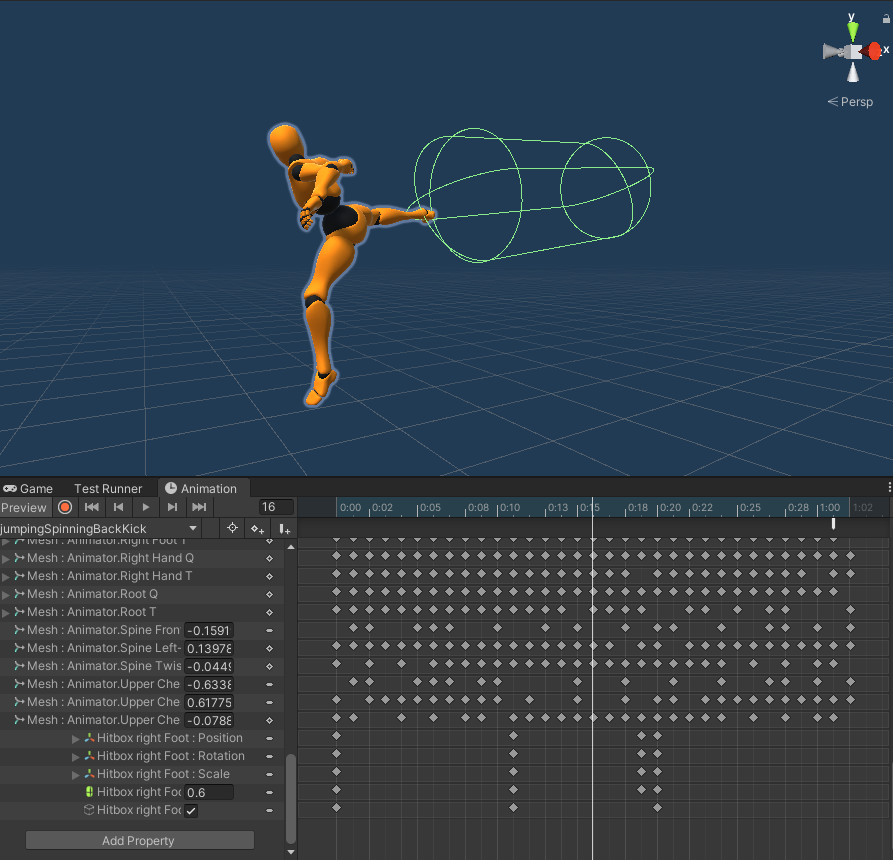 y
x
Persp
Game Test Runner Animation
Preview 16 0:00 0:02 0:05 0:08 0:10 0:13 0:15 0:18 0:20 0:22 0:25 0:28 1:00 1:02
jumpingSpinningBackKick
Mesh : Animator.Right Foot T
Mesh : Animator.Right Hand Q
Mesh : Animator.Right Hand T
Mesh : Animator.Root Q
Mesh : Animator.Root T
Mesh : Animator.Spine Fron -0.1591
Mesh : Animator.Spine Left- 0.13978
Mesh : Animator.Spine Twis -0.0449
Mesh : Animator.Upper Che -0.6338
Mesh : Animator.Upper Che 0.61775
Mesh : Animator.Upper Che -0.0788
Hitbox right Foot : Position
Hitbox right Foot : Rotation
Hitbox right Foot : Scale
Hitbox right Foo 0.6
Hitbox right Foo
Add Property